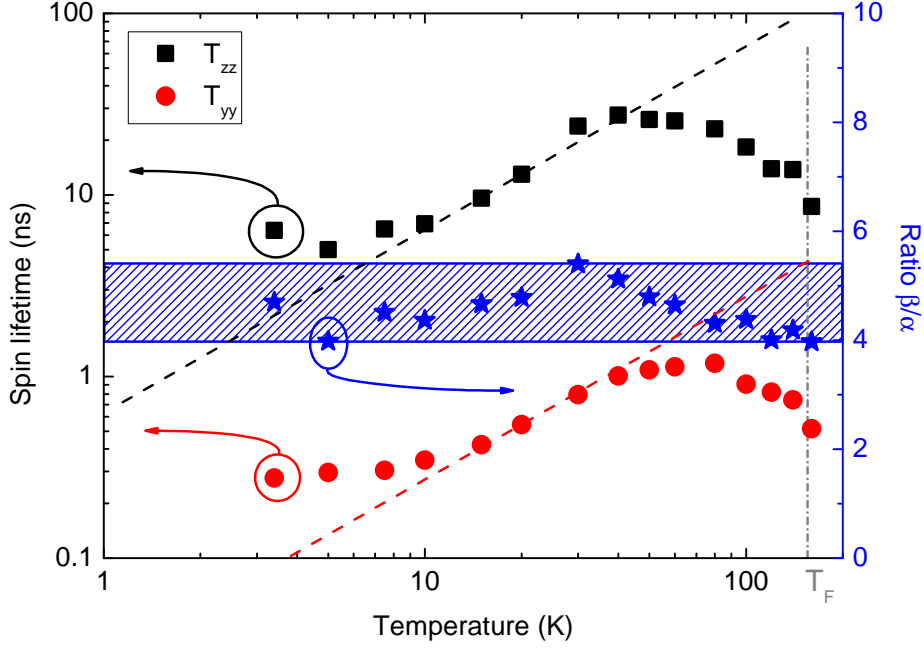 T_zz
T_yy
100
10
1
0.1
Spin lifetime (ns)
10
8
6
4
2
0
Ratio β/α
1
10
100
T_F
Temperature (K)